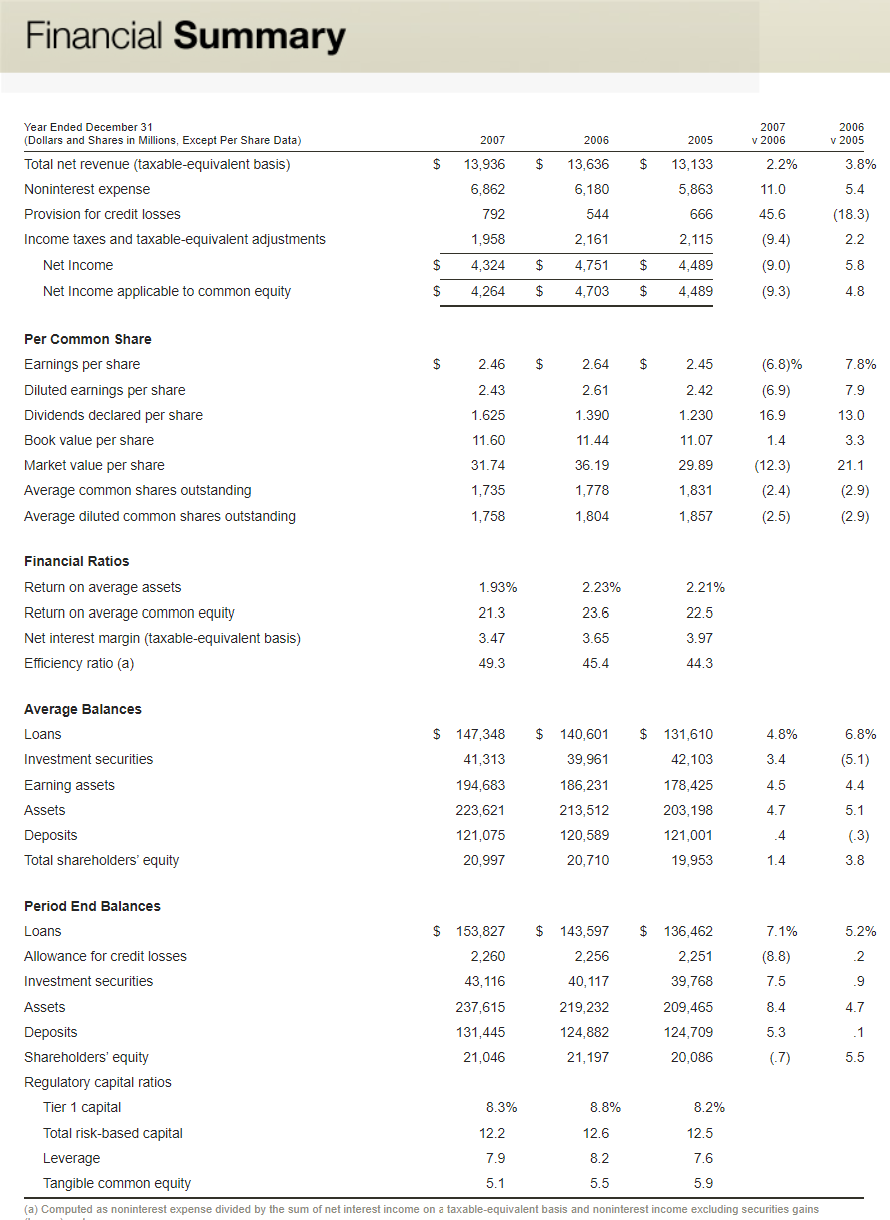 Financial Summary
Year Ended December 31 2007 2006
(Dollars and Shares in Millions, Except Per Share Data) 2007 2006 2005 v 2006 v 2005
Total net revenue (taxable-equivalent basis) $ 13,936 $ 13,636 $ 13,133 2.2% 3.8%
Noninterest expense 6,862 6,180 5,863 11.0 5.4
Provision for credit losses 792 544 666 45.6 (18.3)
Income taxes and taxable-equivalent adjustments 1,958 2,161 2,115 (9.4) 2.2
Net Income $ 4,324 $ 4,751 $ 4,489 (9.0) 5.8
Net Income applicable to common equity $ 4,264 $ 4,703 $ 4,489 (9.3) 4.8
Per Common Share
Earnings per share $ 2.46 $ 2.64 $ 2.45 (6.8)% 7.8%
Diluted earnings per share 2.43 2.61 2.42 (6.9) 7.9
Dividends declared per share 1.625 1.390 1.230 16.9 13.0
Book value per share 11.60 11.44 11.07 1.4 3.3
Market value per share 31.74 36.19 29.89 (12.3) 21.1
Average common shares outstanding 1,735 1,778 1,831 (2.4) (2.9)
Average diluted common shares outstanding 1,758 1,804 1,857 (2.5) (2.9)
Financial Ratios
Return on average assets 1.93% 2.23% 2.21%
Return on average common equity 21.3 23.6 22.5
Net interest margin (taxable-equivalent basis) 3.47 3.65 3.97
Efficiency ratio (a) 49.3 45.4 44.3
Average Balances
Loans $ 147,348 $ 140,601 $ 131,610 4.8% 6.8%
Investment securities 41,313 39,961 42,103 3.4 (5.1)
Earning assets 194,683 186,231 178,425 4.5 4.4
Assets 223,621 213,512 203,198 4.7 5.1
Deposits 121,075 120,589 121,001 .4 (.3)
Total shareholders' equity 20,997 20,710 19,953 1.4 3.8
Period End Balances
Loans $ 153,827 $ 143,597 $ 136,462 7.1% 5.2%
Allowance for credit losses 2,260 2,256 2,251 (8.8) .2
Investment securities 43,116 40,117 39,768 7.5 .9
Assets 237,615 219,232 209,465 8.4 4.7
Deposits 131,445 124,882 124,709 5.3 .1
Shareholders' equity 21,046 21,197 20,086 (.7) 5.5
Regulatory capital ratios
Tier 1 capital 8.3% 8.8% 8.2%
Total risk-based capital 12.2 12.6 12.5
Leverage 7.9 8.2 7.6
Tangible common equity 5.1 5.5 5.9
(a) Computed as noninterest expense divided by the sum of net interest income on a taxable-equivalent basis and noninterest income excluding securities gains